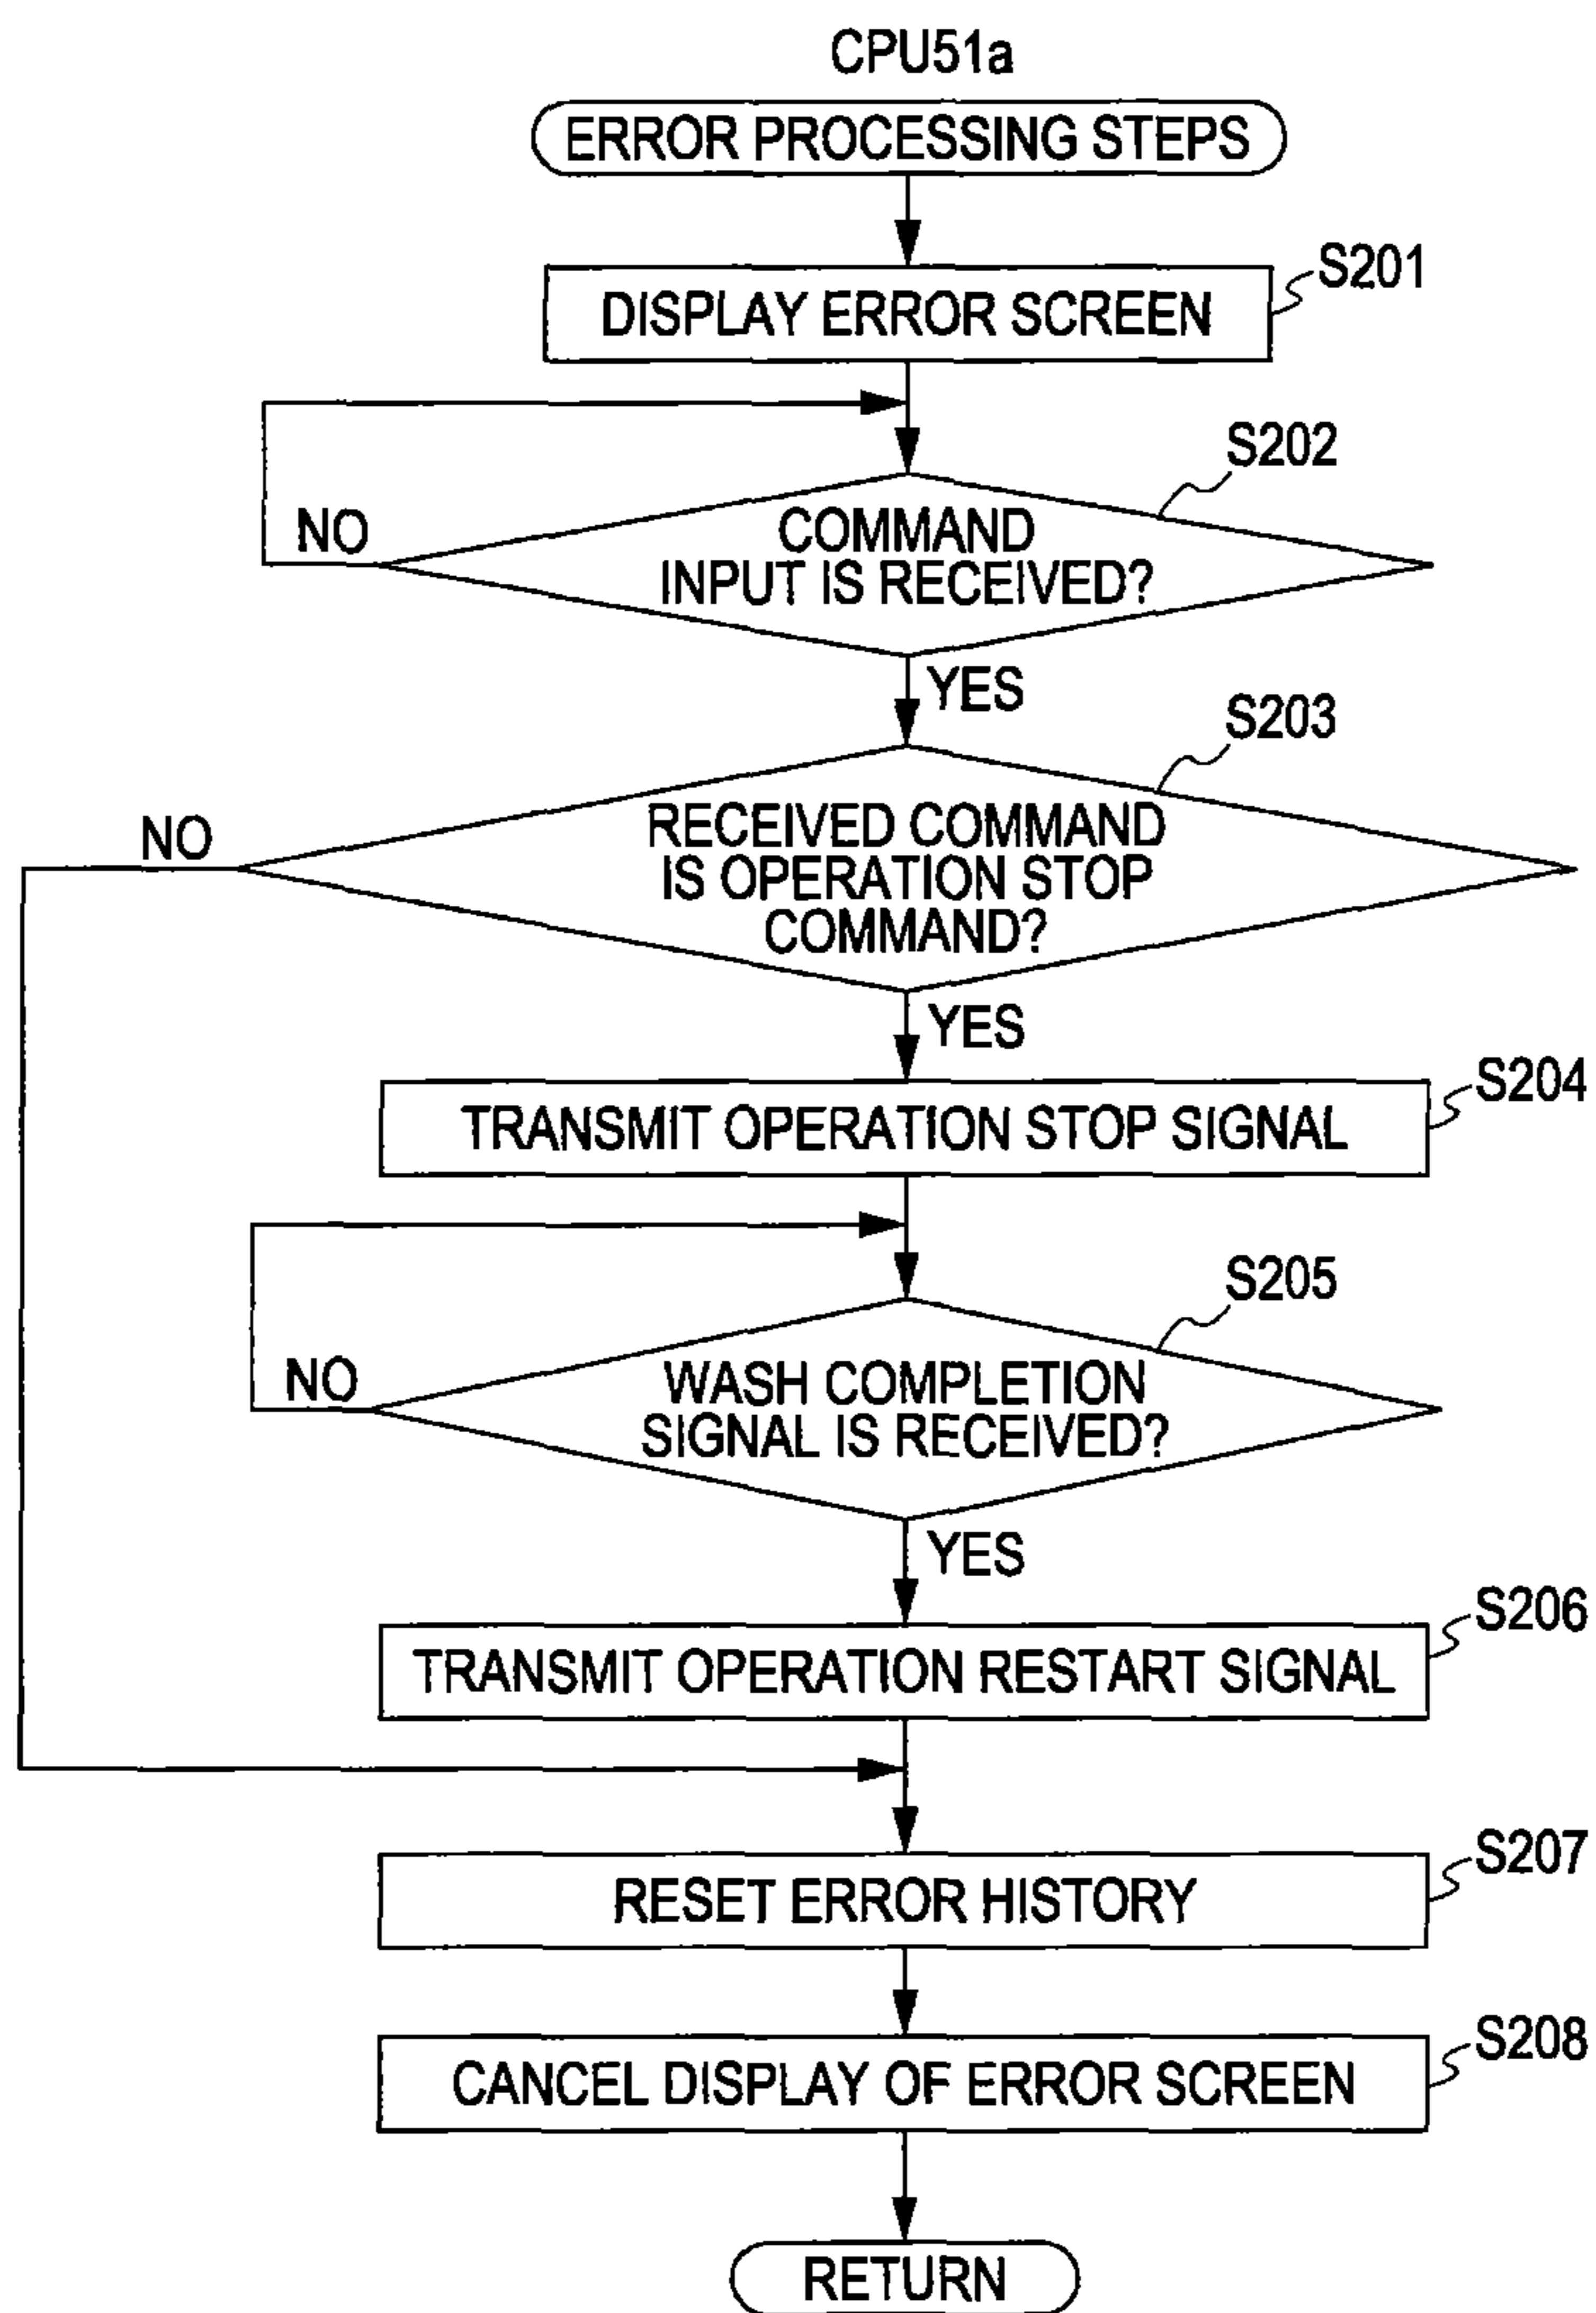 CPU51a
ERROR PROCESSING STEPS
S201
DISPLAY ERROR SCREEN
S202
NO
COMMAND
INPUT IS RECEIVED?
YES
S203
NO
RECEIVED COMMAND
IS OPERATION STOP
COMMAND?
YES
S204
TRANSMIT OPERATION STOP SIGNAL
S205
NO
WASH COMPLETION
SIGNAL IS RECEIVED?
YES
S206
TRANSMIT OPERATION RESTART SIGNAL
S207
RESET ERROR HISTORY
S208
CANCEL DISPLAY OF ERROR SCREEN
RETURN